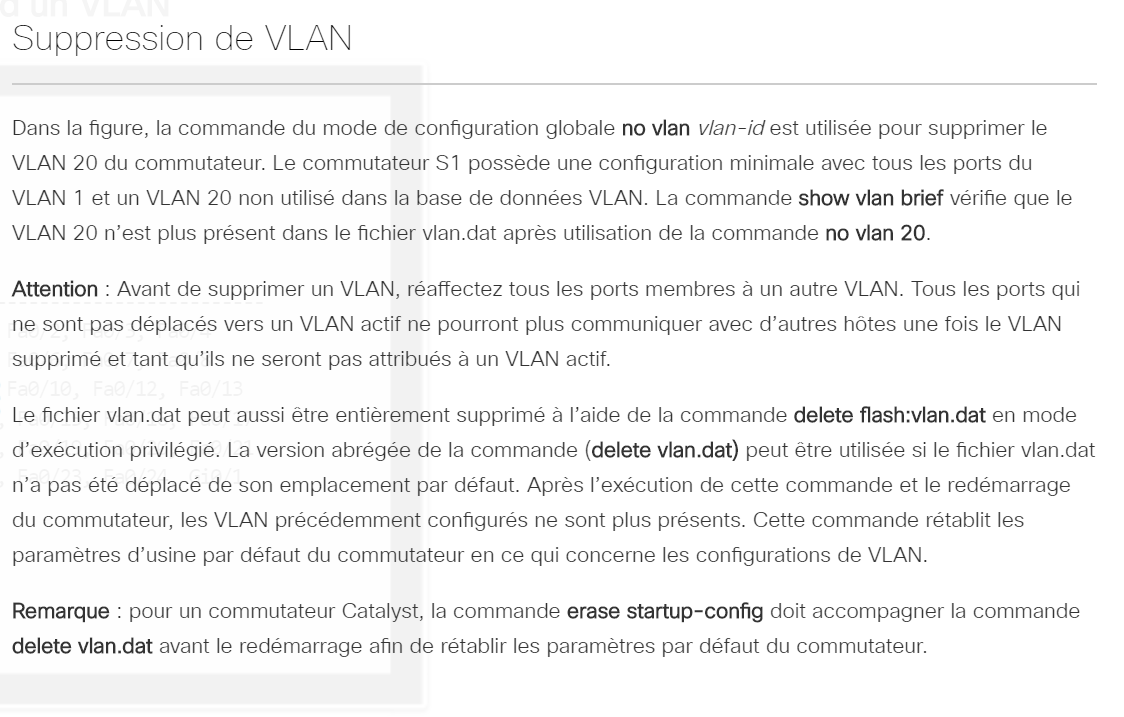 d'un VLAN
Suppression de VLAN
Dans la figure, la commande du mode de configuration globale no vlan vlan-id est utilisée pour supprimer le
VLAN 20 du commutateur. Le commutateur S1 possède une configuration minimale avec tous les ports du
VLAN 1 et un VLAN 20 non utilisé dans la base de données VLAN. La commande show vlan brief vérifie que le
VLAN 20 n’est plus présent dans le fichier vlan.dat après utilisation de la commande no vlan 20.
Attention : Avant de supprimer un VLAN, réaffectez tous les ports membres à un autre VLAN. Tous les ports qui
ne sont pas déplacés vers un VLAN actif ne pourront plus communiquer avec d’autres hôtes une fois le VLAN
supprimé et tant qu’ils ne seront pas attribués à un VLAN actif.
Fa0/10, Fa0/12, Fa0/13
Le fichier vlan.dat peut aussi être entièrement supprimé à l’aide de la commande delete flash:vlan.dat en mode
d’exécution privilégié. La version abrégée de la commande (delete vlan.dat) peut être utilisée si le fichier vlan.dat
n’a pas été déplacé de son emplacement par défaut. Après l’exécution de cette commande et le redémarrage
du commutateur, les VLAN précédemment configurés ne sont plus présents. Cette commande rétablit les
paramètres d’usine par défaut du commutateur en ce qui concerne les configurations de VLAN.
Remarque : pour un commutateur Catalyst, la commande erase startup-config doit accompagner la commande
delete vlan.dat avant le redémarrage afin de rétablir les paramètres par défaut du commutateur.